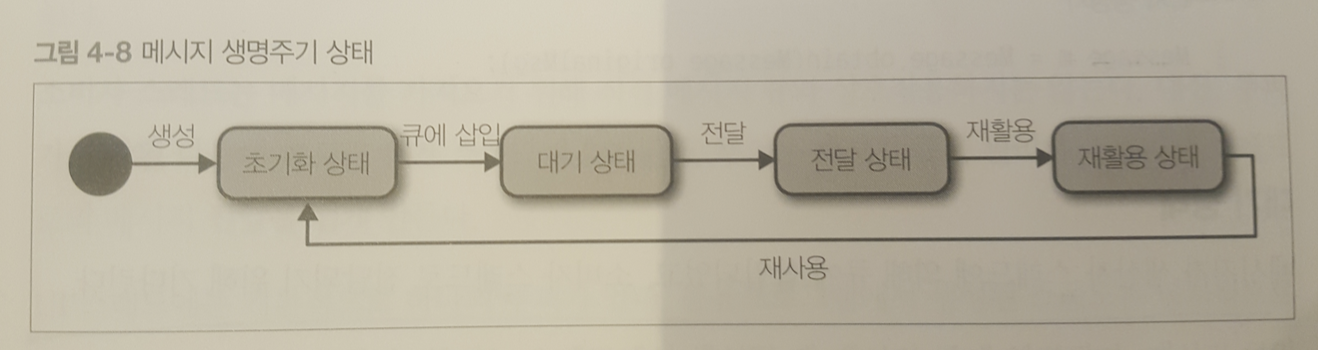 그림 4-8 메시지 생명주기 상태
생성 큐에 삽입 전달 재활용
초기화 상태 대기 상태 전달 상태 재활용 상태
재사용